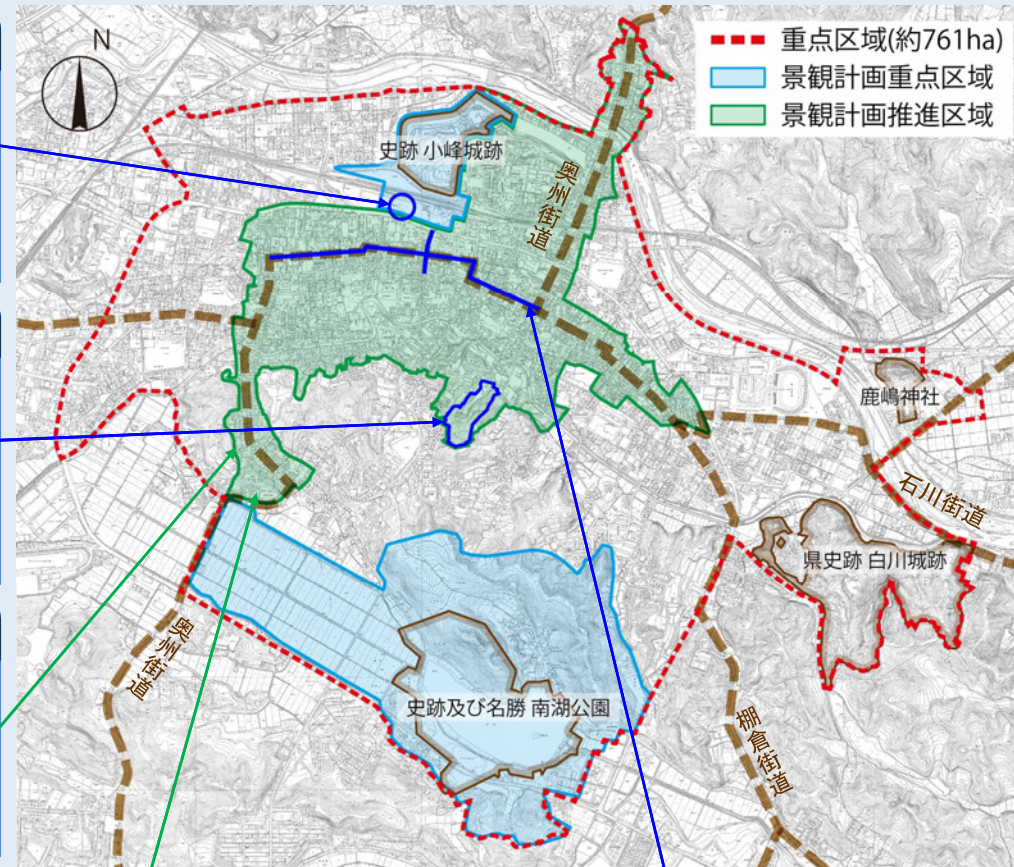 N
重点区域(約761ha)
景観計画重点区域
景観計画推進区域
史跡 小峰城跡
奥州街道
鹿嶋神社
石川街道
県史跡 白川城跡
奥州街道
史跡及び名勝 南湖公園
棚倉街道